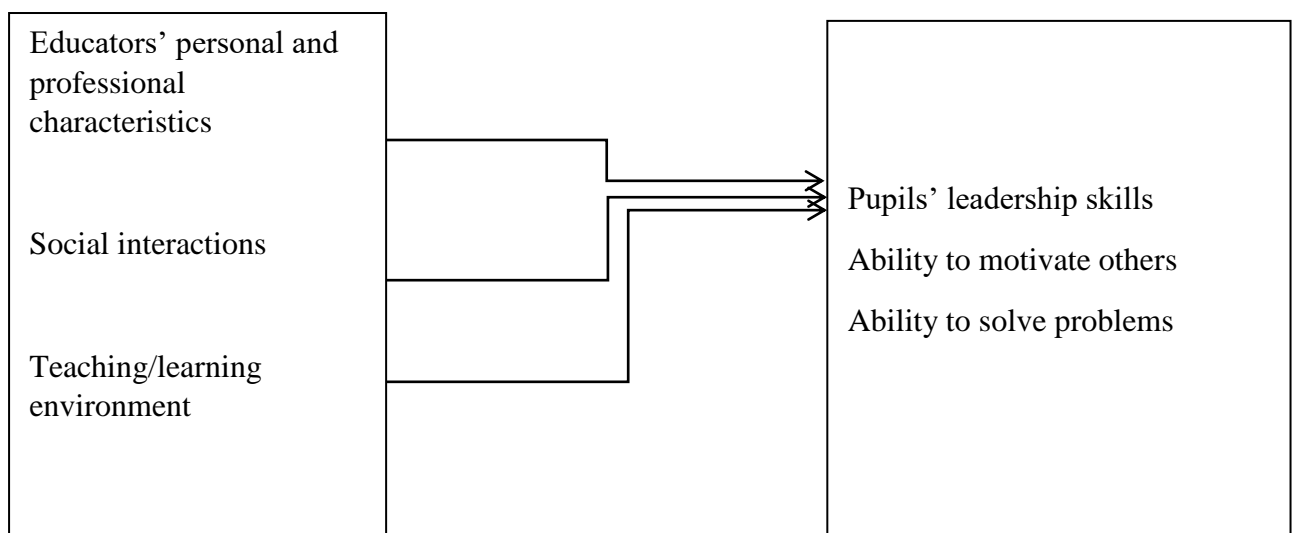 Educators’ personal and
professional
characteristics
Social interactions
Teaching/learning
environment
Pupils’ leadership skills
Ability to motivate others
Ability to solve problems